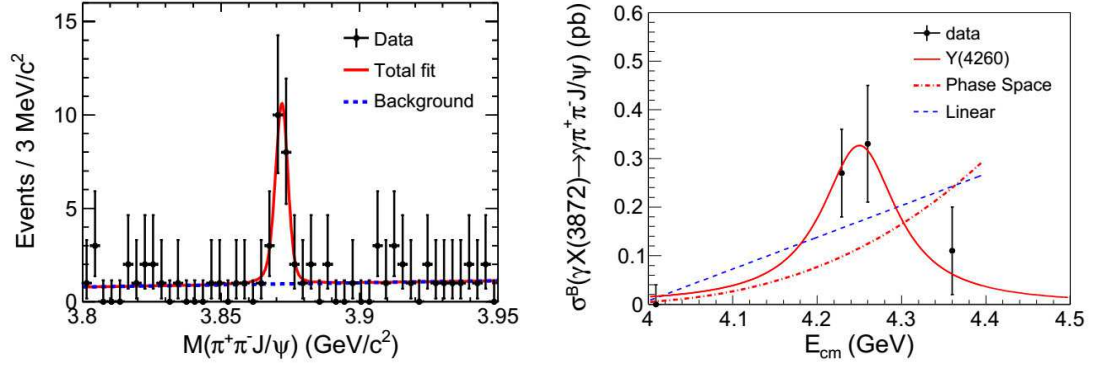 Events / 3 MeV/c²
15
10
5
0
Data
Total fit
Background
3.8 3.85 3.9 3.95
M(π⁺π⁻J/ψ) (GeV/c²)
σᴮ(γX(3872)→γπ⁺π⁻J/ψ) (pb)
0.6
0.5
0.4
0.3
0.2
0.1
0
data
Y(4260)
Phase Space
Linear
4 4.1 4.2 4.3 4.4 4.5
E_cm (GeV)